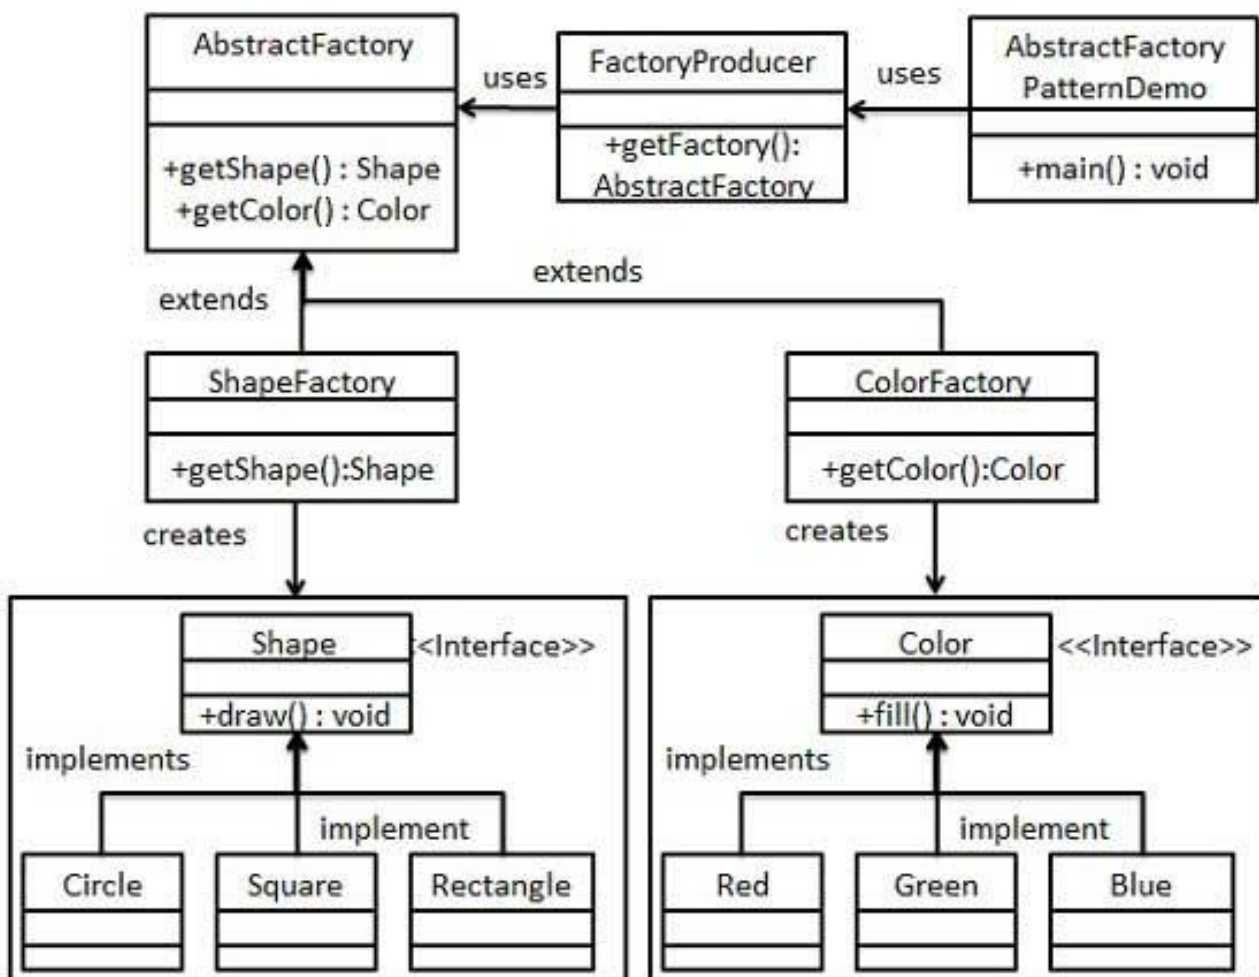 AbstractFactory
+getShape() : Shape
+getColor() : Color
uses
FactoryProducer
+getFactory():
AbstractFactory
uses
AbstractFactory
PatternDemo
+main() : void
extends
extends
ShapeFactory
+getShape():Shape
ColorFactory
+getColor():Color
creates
creates
Shape
<<Interface>>
+draw() : void
implements
implement
Circle
Square
Rectangle
Color
<<Interface>>
+fill() : void
implements
implement
Red
Green
Blue